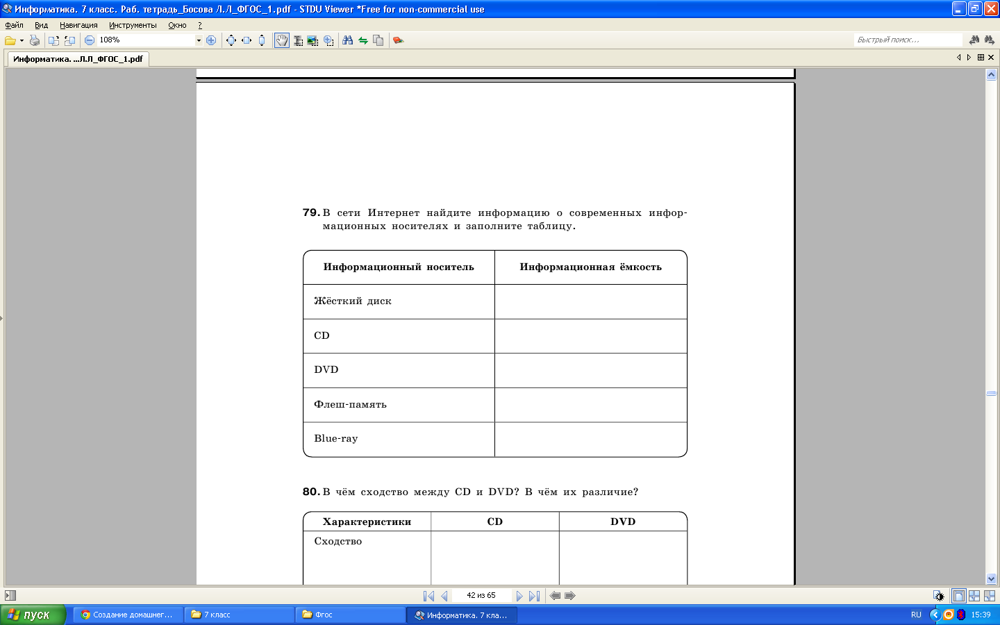 Информатика. 7 класс. Раб. тетрадь_Босова Л.Л_ФГОС_1.pdf - STDU Viewer *Free for non-commercial use
Файл Вид Навигация Инструменты Окно ?
108% Быстрый поиск...
Информатика. ...Л.Л_ФГОС_1.pdf
79. В сети Интернет найдите информацию о современных инфор-
мационных носителях и заполните таблицу.
Информационный носитель Информационная ёмкость
Жёсткий диск
CD
DVD
Флеш-память
Blue-ray
80. В чём сходство между CD и DVD? В чём их различие?
Характеристики CD DVD
Сходство
42 из 65
пуск Создание домашнег... 7 класс Фгос Информатика. 7 кла... RU 15:39